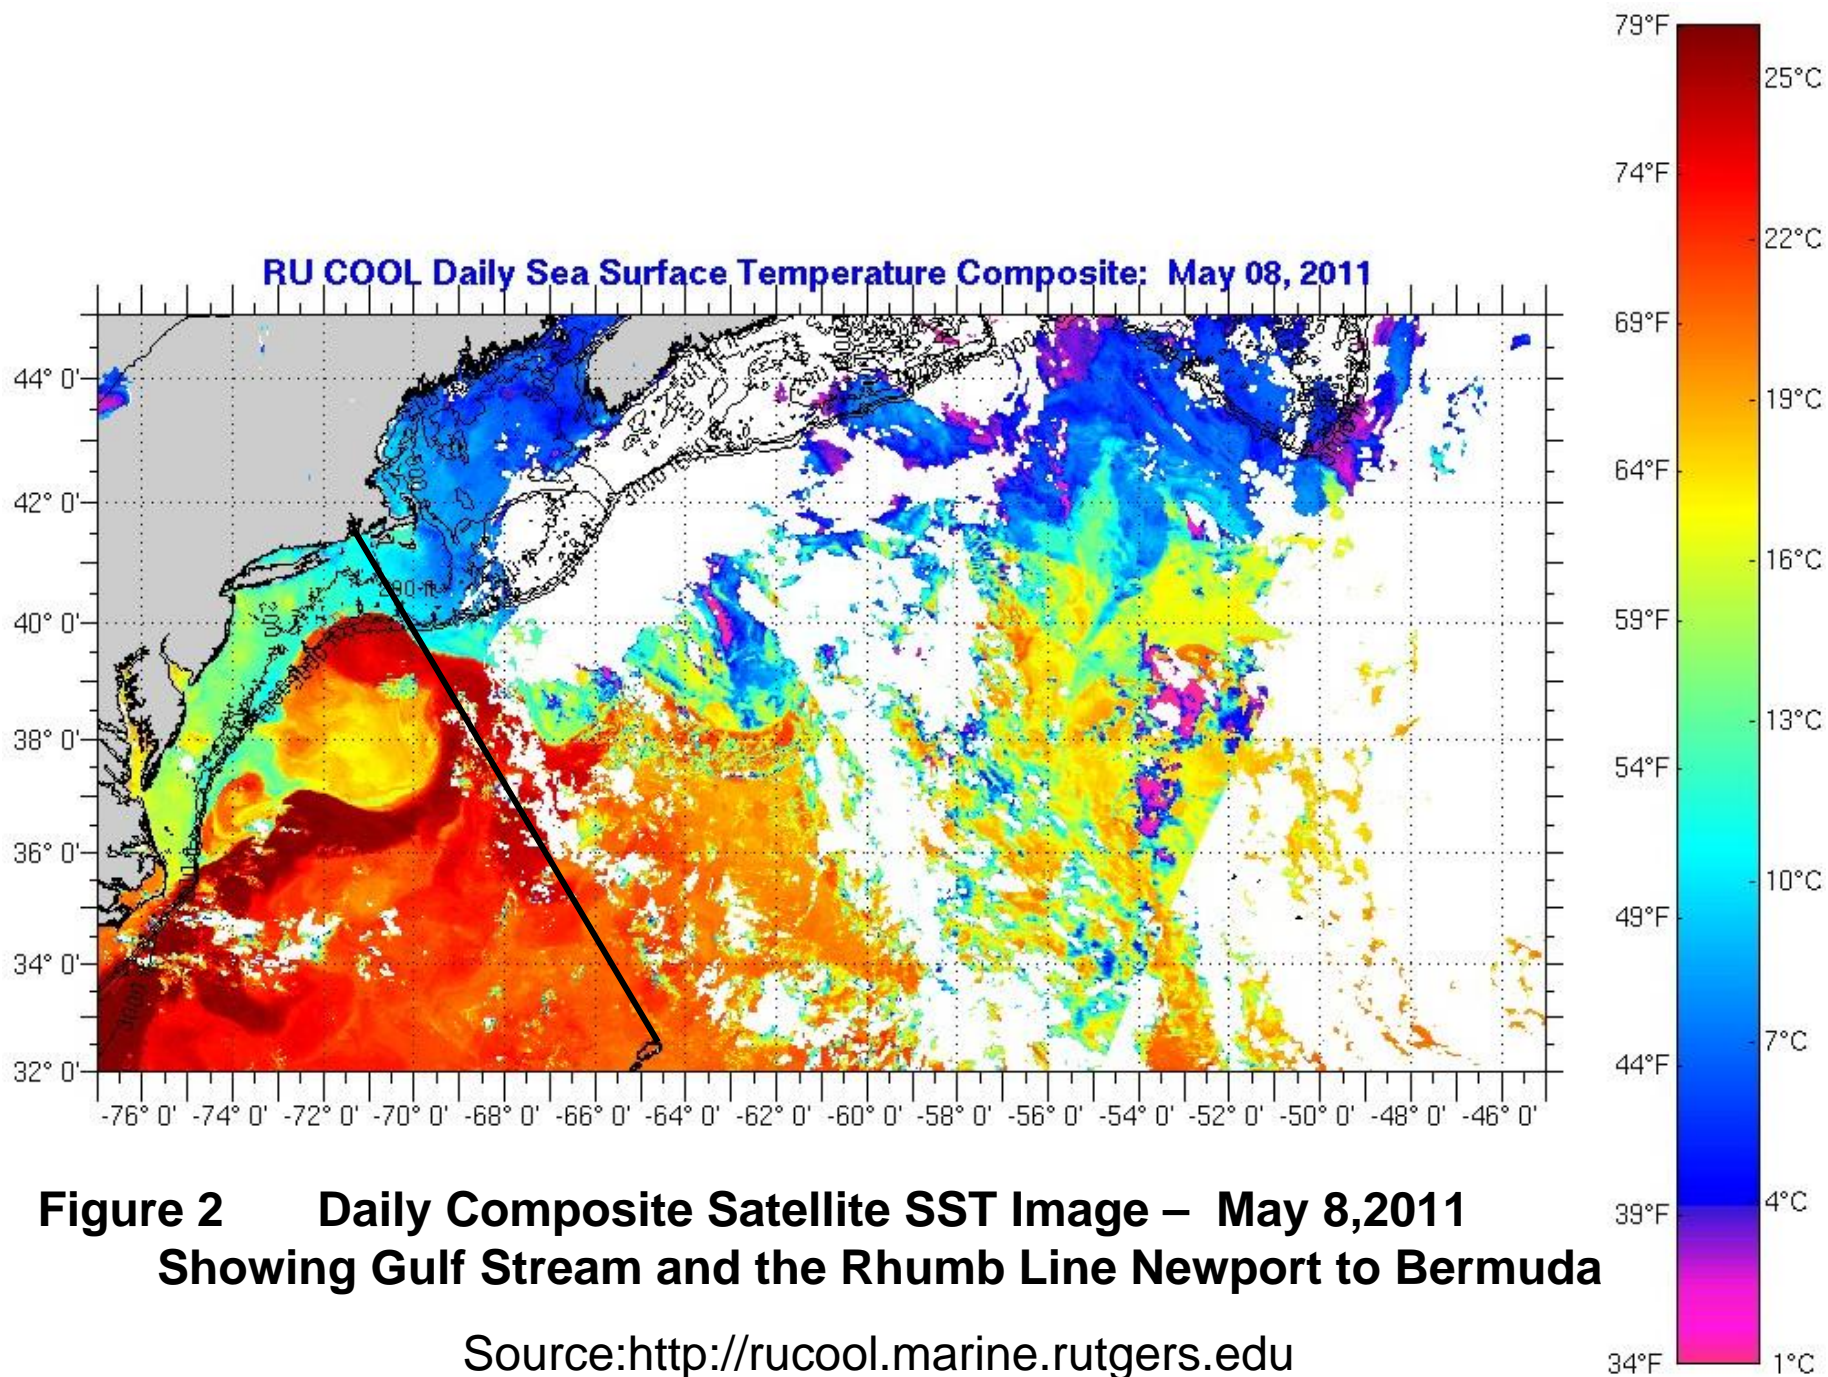 79°F
25°C
74°F
22°C
RU COOL Daily Sea Surface Temperature Composite: May 08, 2011
69°F
44° 0'
19°C
64°F
42° 0'
16°C
200 ft
40° 0'
59°F
38° 0'
13°C
54°F
36° 0'
10°C
49°F
34° 0'
3000
7°C
44°F
32° 0'
-76° 0' -74° 0' -72° 0' -70° 0' -68° 0' -66° 0' -64° 0' -62° 0' -60° 0' -58° 0' -56° 0' -54° 0' -52° 0' -50° 0' -48° 0' -46° 0'
4°C
39°F
Figure 2 Daily Composite Satellite SST Image – May 8,2011
Showing Gulf Stream and the Rhumb Line Newport to Bermuda
Source:http://rucool.marine.rutgers.edu
34°F
1°C